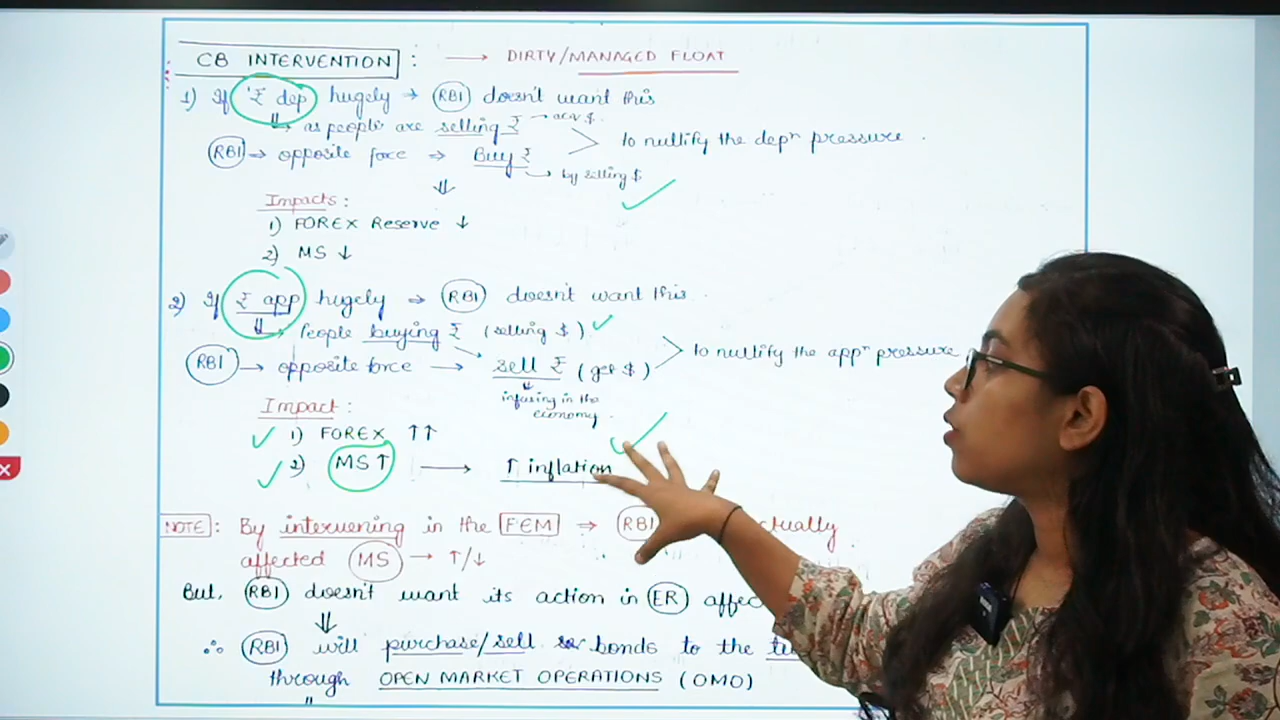 CB INTERVENTION : → DIRTY/MANAGED FLOAT
1) If '₹ dep hugely → RBI doesn't want this
⇓→ as people are selling ₹ → acq $.
RBI → opposite force ⇒ Buy ₹ to nullify the depⁿ pressure.
→ by selling $
⇓
Impacts :
1) FOREX Reserve ↓
2) MS ↓
2) If ₹ app hugely ⇒ RBI doesn't want this.
⇓→ People buying ₹ (selling $)
RBI → opposite force → sell ₹ (get $) to nullify the appⁿ pressure
infusing in the
economy.
Impact :
1) FOREX ↑↑
2) MS↑ → ↑ inflation
NOTE : By intervening in the FEM ⇒ RBI actually
affected MS → ↑/↓
But, RBI doesn't want its action in ER
⇓
∴ RBI will purchase/sell bonds to the
through OPEN MARKET OPERATIONS (OMO)